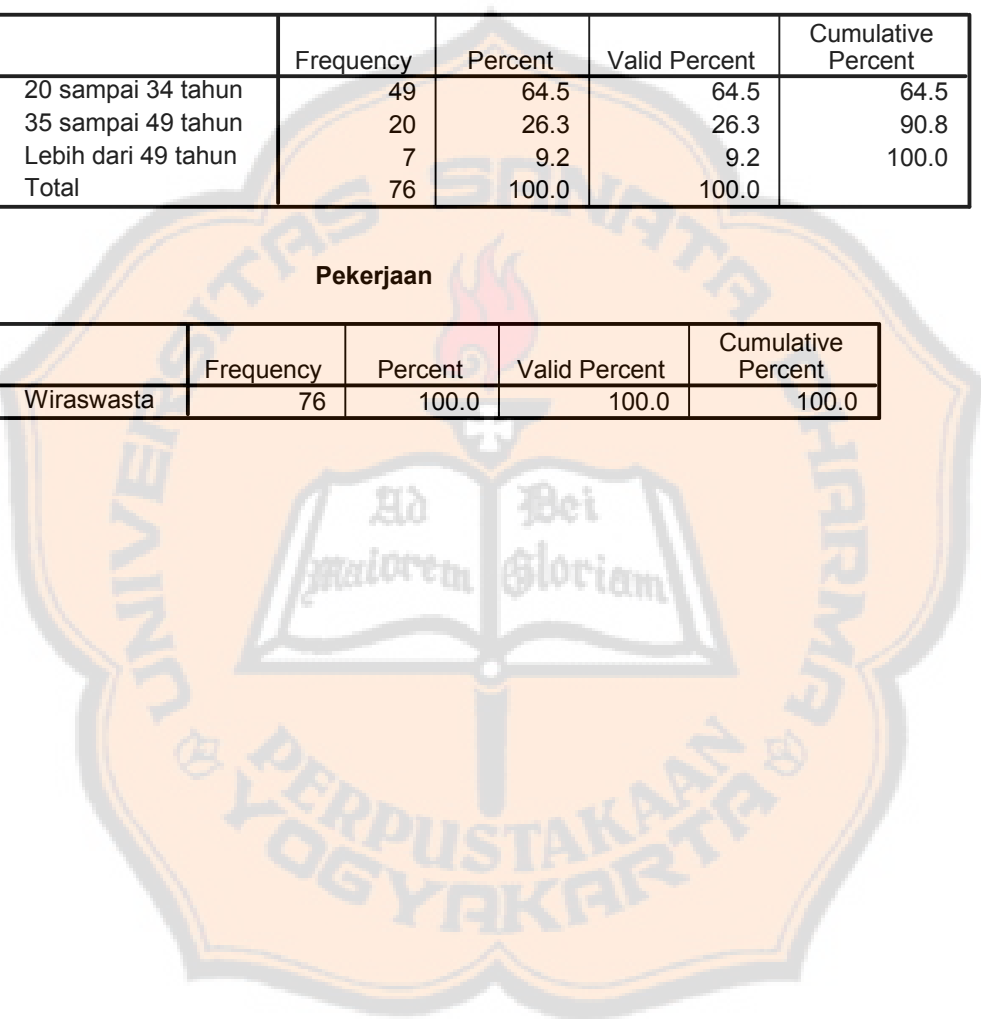 Frequency Percent Valid Percent Cumulative Percent
20 sampai 34 tahun 49 64.5 64.5 64.5
35 sampai 49 tahun 20 26.3 26.3 90.8
Lebih dari 49 tahun 7 9.2 9.2 100.0
Total 76 100.0 100.0
Pekerjaan
Frequency Percent Valid Percent Cumulative Percent
Wiraswasta 76 100.0 100.0 100.0
UNIVERSITAS SANATA DHARMA
Ad Dei
Maiorem Gloriam
PERPUSTAKAAN
YOGYAKARTA